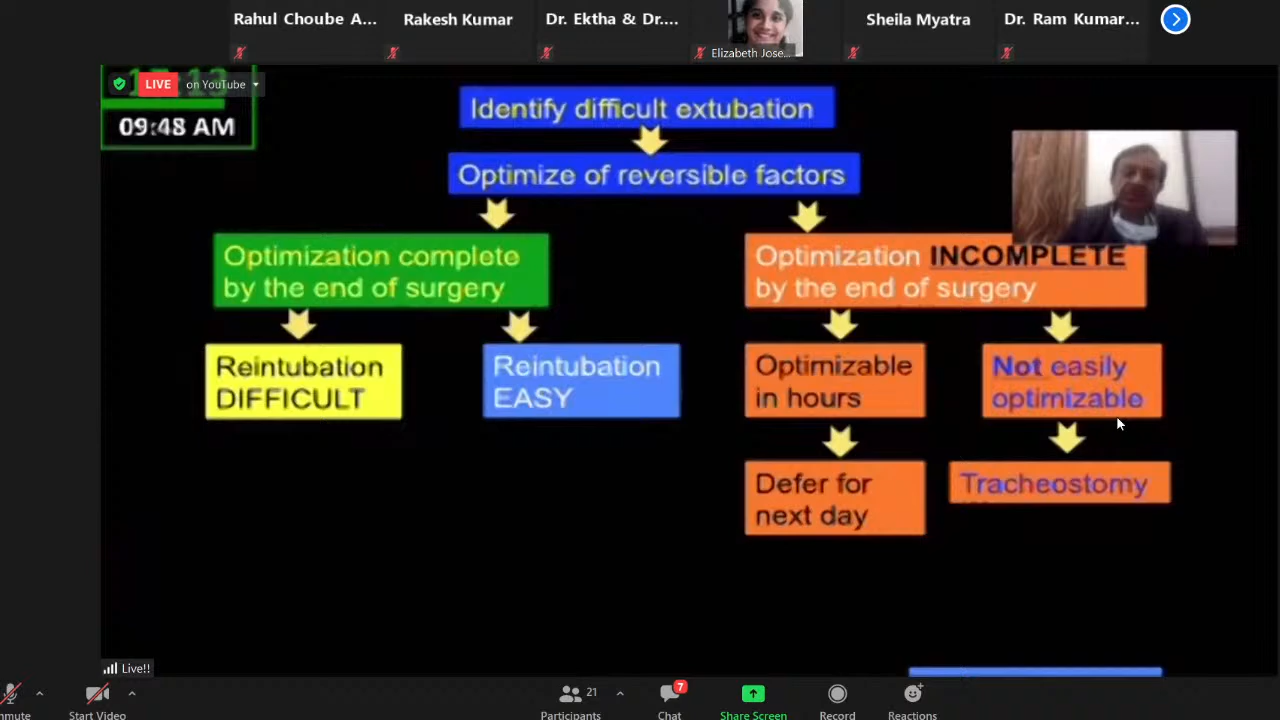 Rahul Choube A...
Rakesh Kumar
Dr. Ektha & Dr....
Elizabeth Jose...
Sheila Myatra
Dr. Ram Kumar...
LIVE
on YouTube
09:48 AM
Identify difficult extubation
Optimize of reversible factors
Optimization complete
by the end of surgery
Optimization INCOMPLETE
by the end of surgery
Reintubation
DIFFICULT
Reintubation
EASY
Optimizable
in hours
Not easily
optimizable
Defer for
next day
Tracheostomy
Live!!
21
7
Start Video
Participants
Chat
Share Screen
Record
Reactions